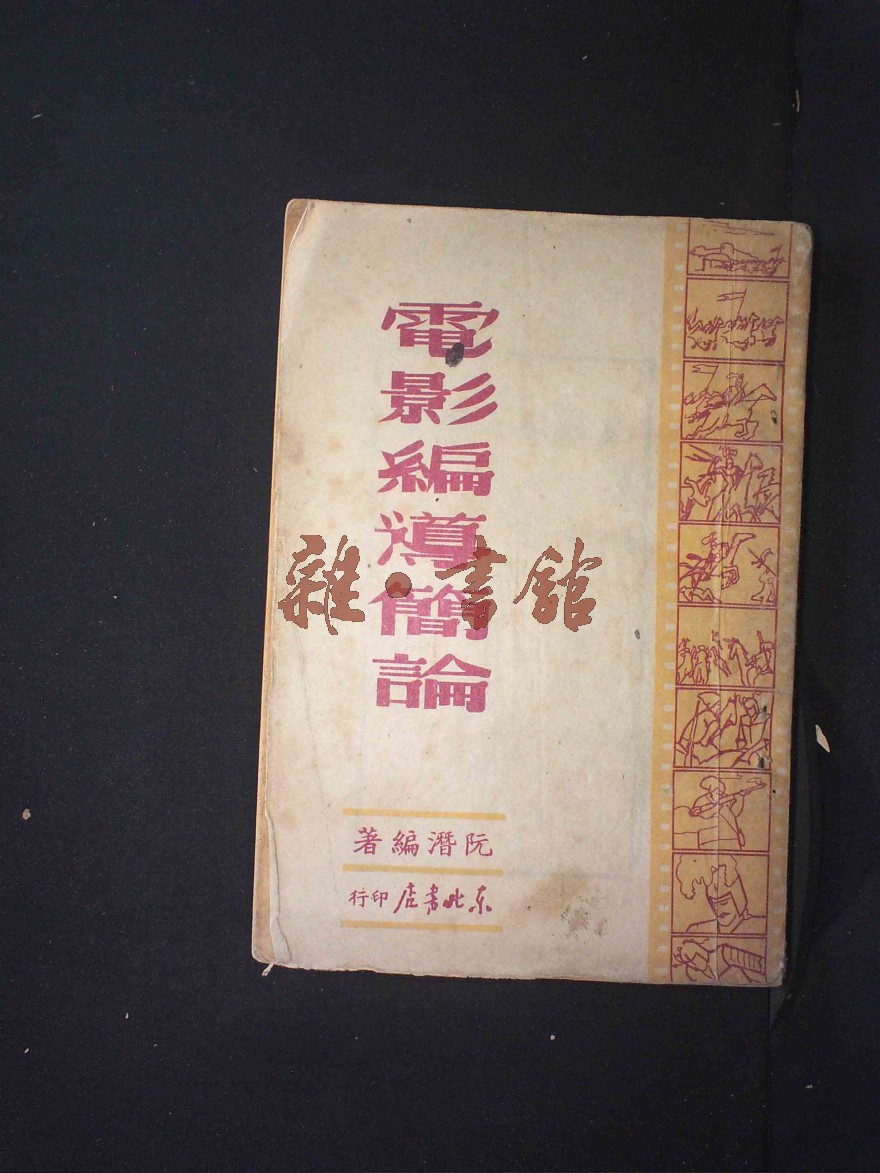 電影編導簡論
雜·書館
阮潛編著
东北書店印行